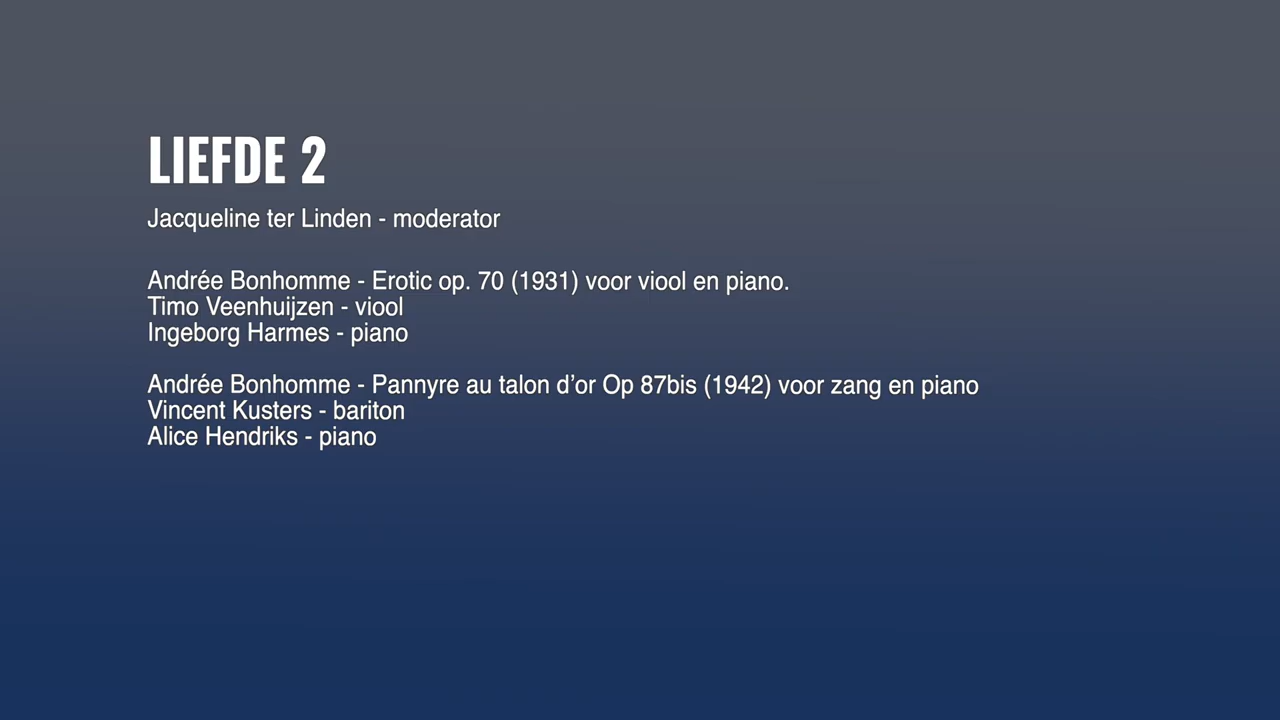 LIEFDE 2
Jacqueline ter Linden - moderator
Andrée Bonhomme - Erotic op. 70 (1931) voor viool en piano.
Timo Veenhuijzen - viool
Ingeborg Harmes - piano
Andrée Bonhomme - Pannyre au talon d’or Op 87bis (1942) voor zang en piano
Vincent Kusters - bariton
Alice Hendriks - piano